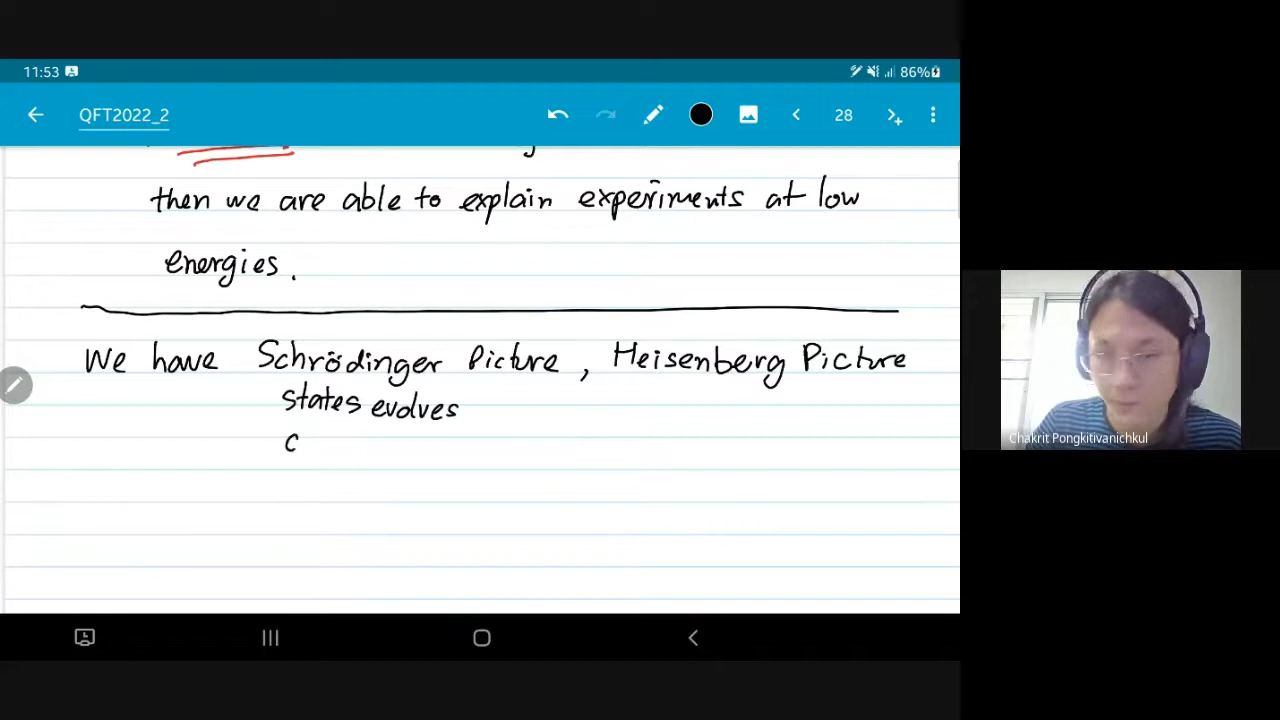 11:53 86%
QFT2022_2 28
then we are able to explain experiments at low
energies.
We have Schrödinger Picture, Heisenberg Picture
states evolves
c
Chakrit Pongkitivanichkul